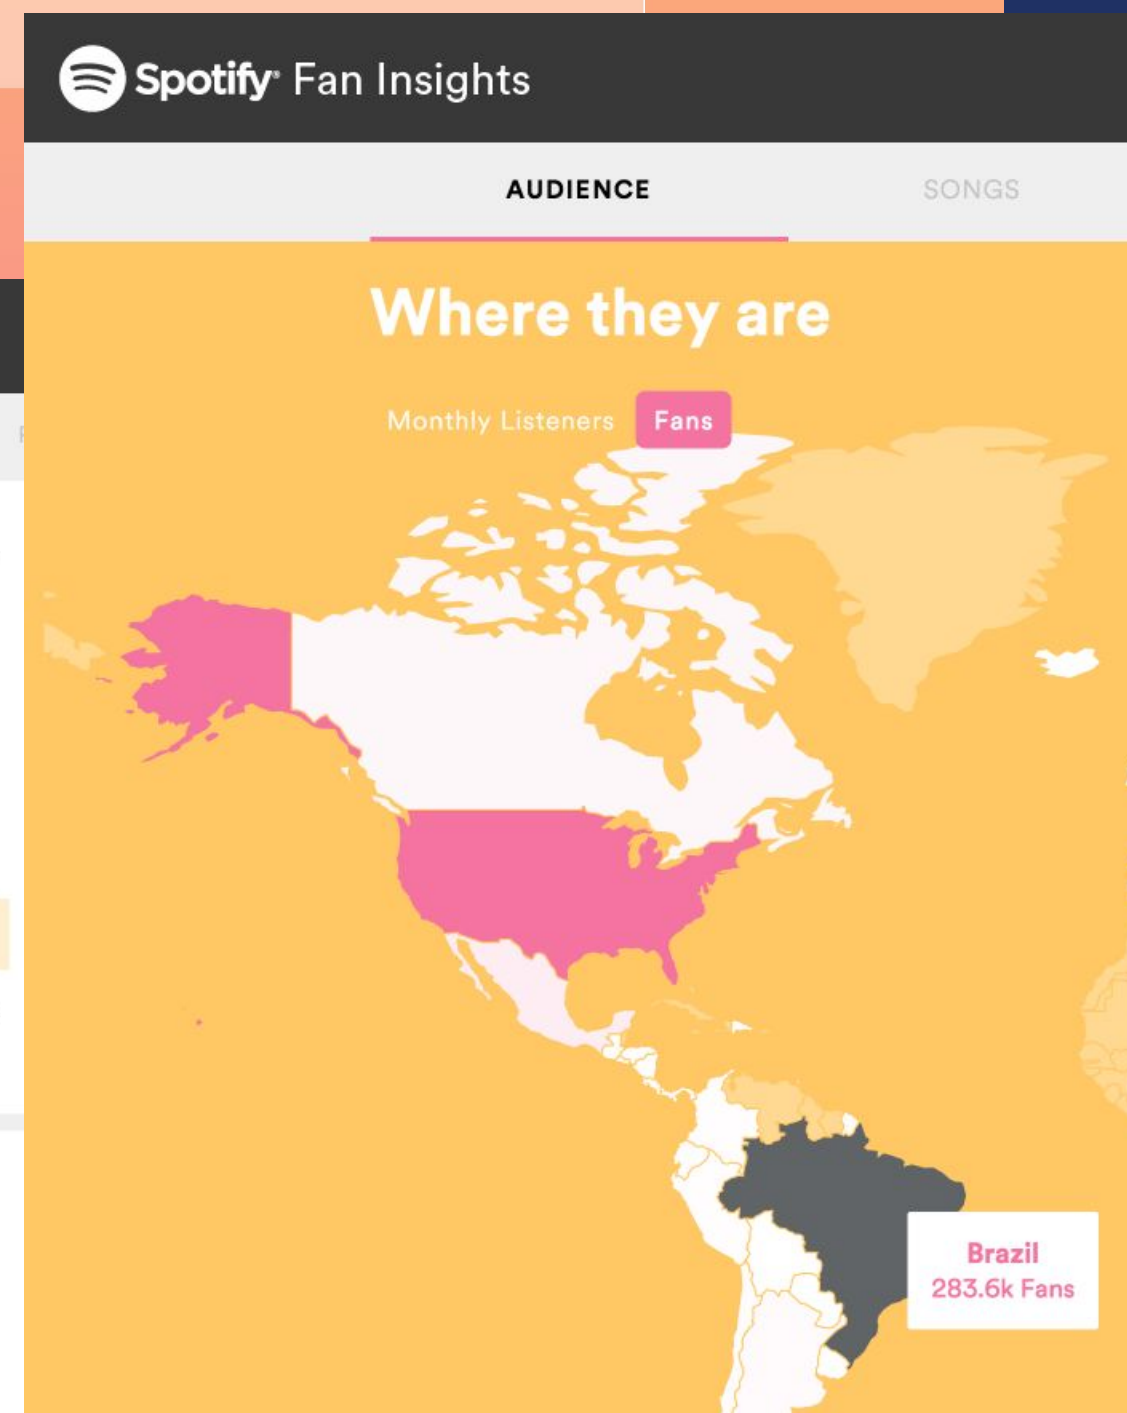 Spotify® Fan Insights
AUDIENCE SONGS
Where they are
Monthly Listeners Fans
Brazil
283.6k Fans